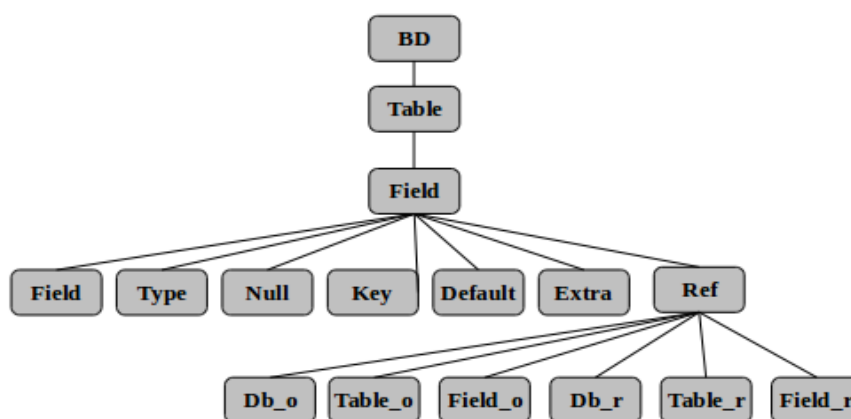 BD
Table
Field
Field Type Null Key Default Extra Ref
Db_o Table_o Field_o Db_r Table_r Field_r